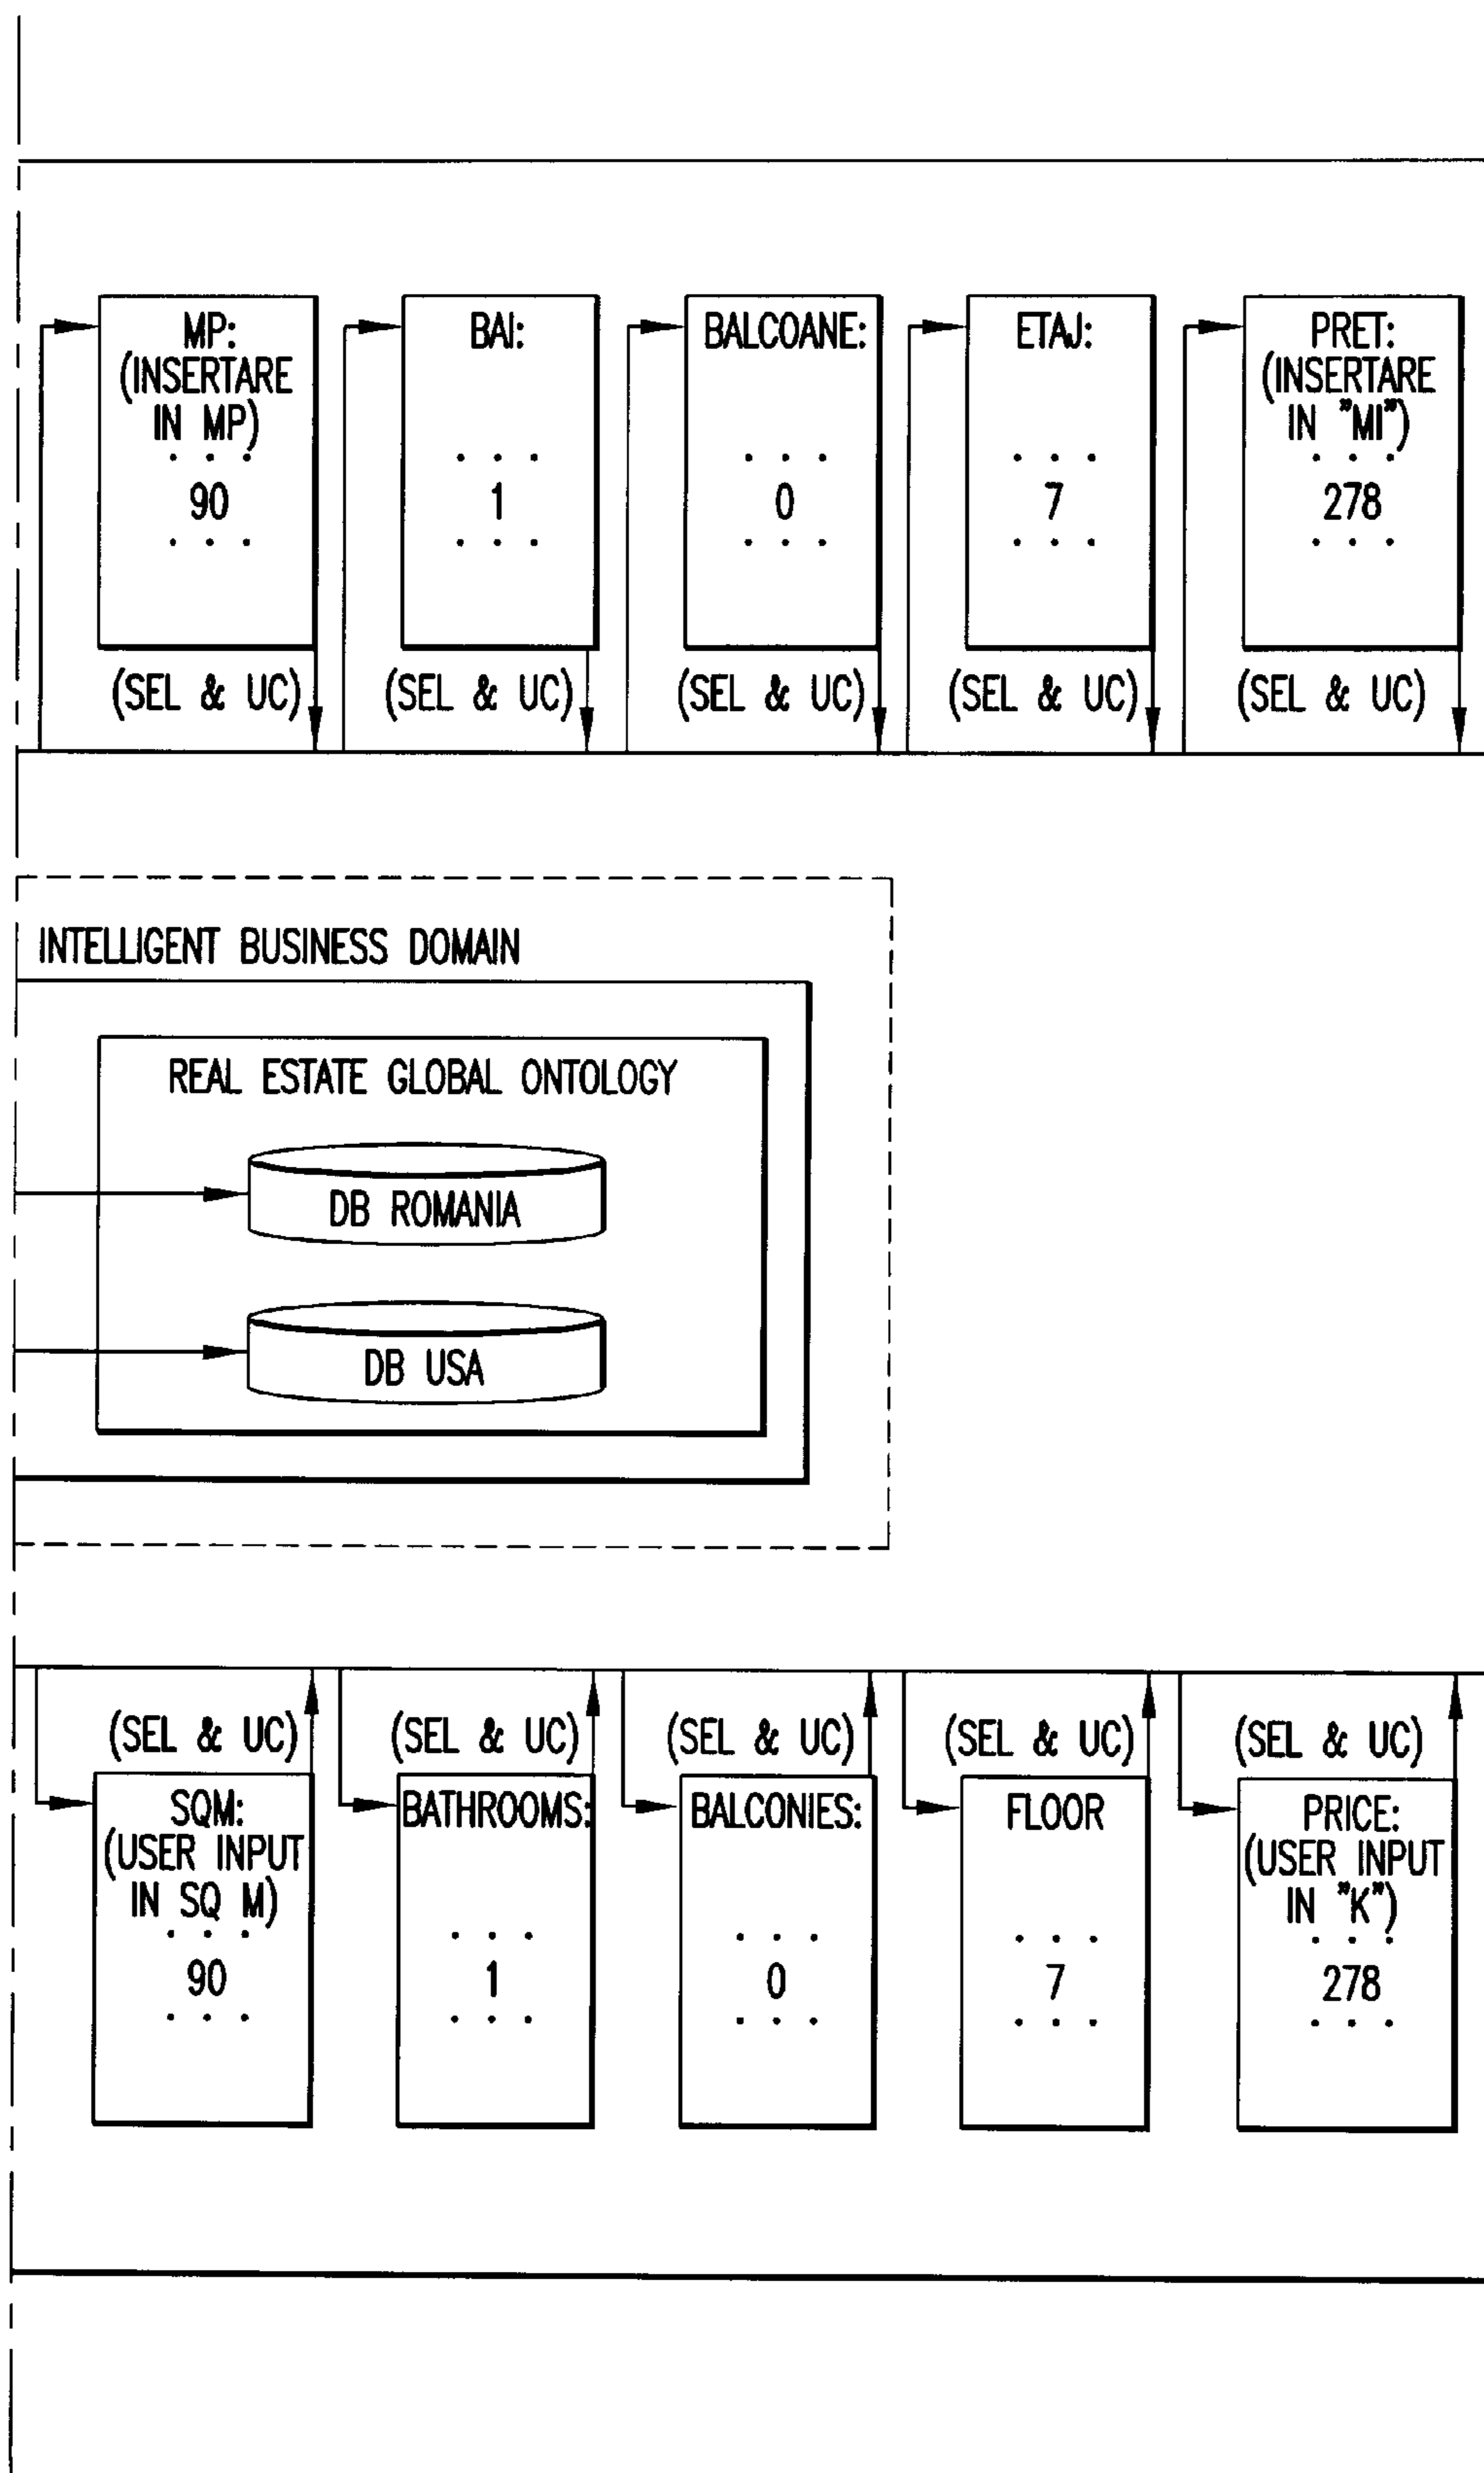 MP:
(INSERTARE
IN MP)
. . .
90
. . .
(SEL & UC)
BAI:
. . .
1
. . .
(SEL & UC)
BALCOANE:
. . .
0
. . .
(SEL & UC)
ETAJ:
. . .
7
. . .
(SEL & UC)
PRET:
(INSERTARE
IN "MI")
. . .
278
. . .
(SEL & UC)
INTELLIGENT BUSINESS DOMAIN
REAL ESTATE GLOBAL ONTOLOGY
DB ROMANIA
DB USA
(SEL & UC)
SQM:
(USER INPUT
IN SQ M)
. . .
90
. . .
(SEL & UC)
BATHROOMS:
. . .
1
. . .
(SEL & UC)
BALCONIES:
. . .
0
. . .
(SEL & UC)
FLOOR
. . .
7
. . .
(SEL & UC)
PRICE:
(USER INPUT
IN "K")
. . .
278
. . .